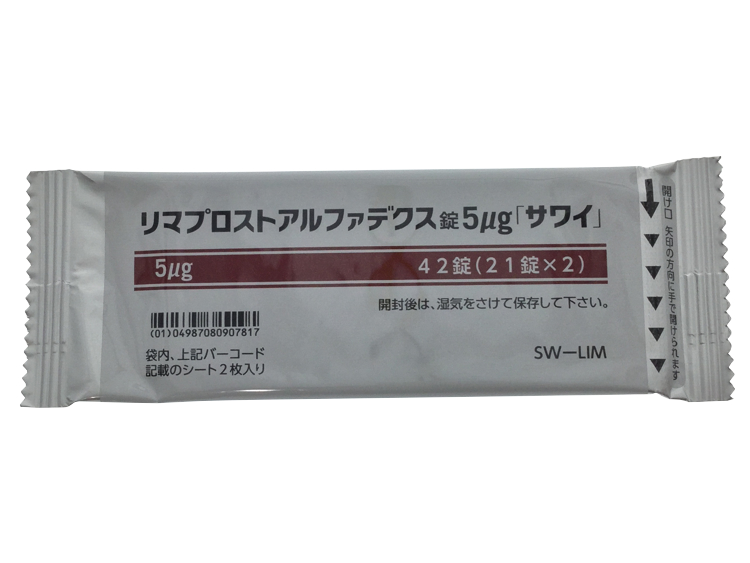 リマプロストアルファデクス錠5μg「サワイ」
5μg 42錠(21錠×2)
開封後は、湿気をさけて保存して下さい。
(01)04987080907817
袋内、上記バーコード
記載のシート2枚入り
SW-LIM
開け口 矢印の方向に手で開けられます